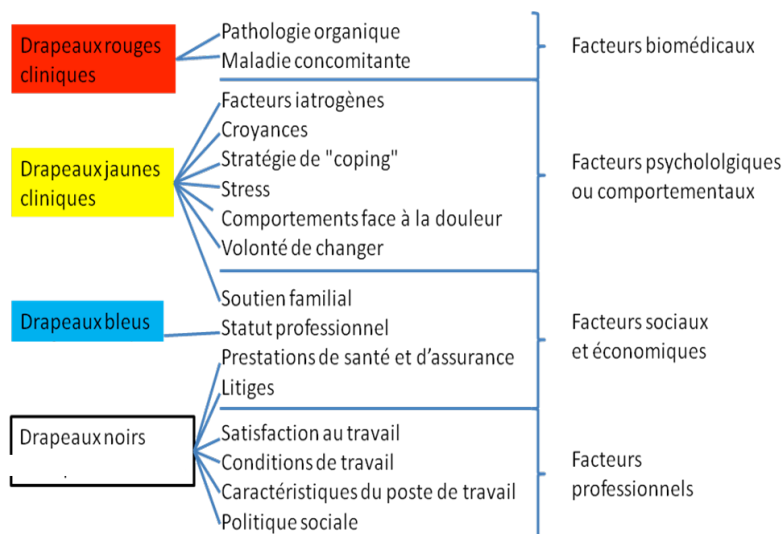 Drapeaux rouges
cliniques
Pathologie organique
Maladie concomitante
Facteurs biomédicaux
Drapeaux jaunes
cliniques
Facteurs iatrogènes
Croyances
Stratégie de "coping"
Stress
Comportements face à la douleur
Volonté de changer
Facteurs psychololgiques
ou comportementaux
Drapeaux bleus
Soutien familial
Statut professionnel
Prestations de santé et d’assurance
Litiges
Facteurs sociaux
et économiques
Drapeaux noirs
Satisfaction au travail
Conditions de travail
Caractéristiques du poste de travail
Politique sociale
Facteurs
professionnels